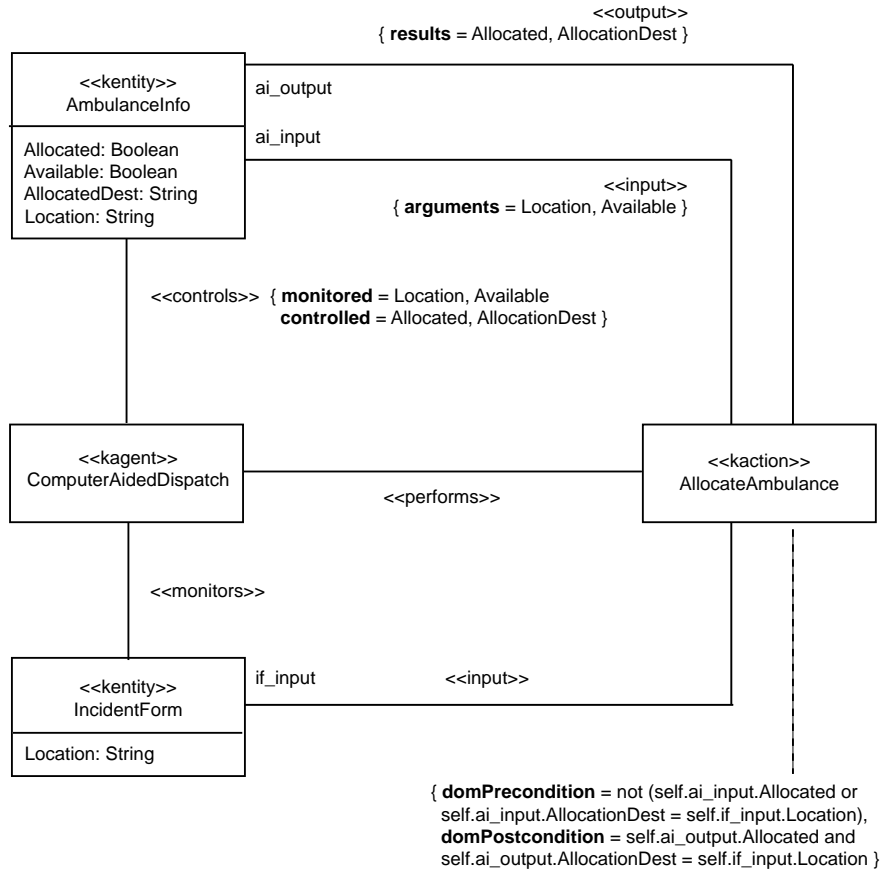 <<output>>
{ results = Allocated, AllocationDest }
<<kentity>>
AmbulanceInfo
Allocated: Boolean
Available: Boolean
AllocatedDest: String
Location: String
ai_output
ai_input
<<input>>
{ arguments = Location, Available }
<<controls>> { monitored = Location, Available
controlled = Allocated, AllocationDest }
<<kagent>>
ComputerAidedDispatch
<<performs>>
<<kaction>>
AllocateAmbulance
<<monitors>>
<<kentity>>
IncidentForm
Location: String
if_input
<<input>>
{ domPrecondition = not (self.ai_input.Allocated or
self.ai_input.AllocationDest = self.if_input.Location),
domPostcondition = self.ai_output.Allocated and
self.ai_output.AllocationDest = self.if_input.Location }